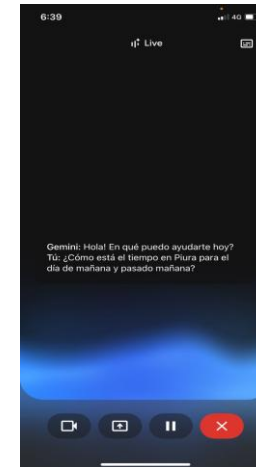 6:39
4G
Live
Gemini: Hola! En qué puedo ayudarte hoy?
Tú: ¿Cómo está el tiempo en Piura para el
día de mañana y pasado mañana?